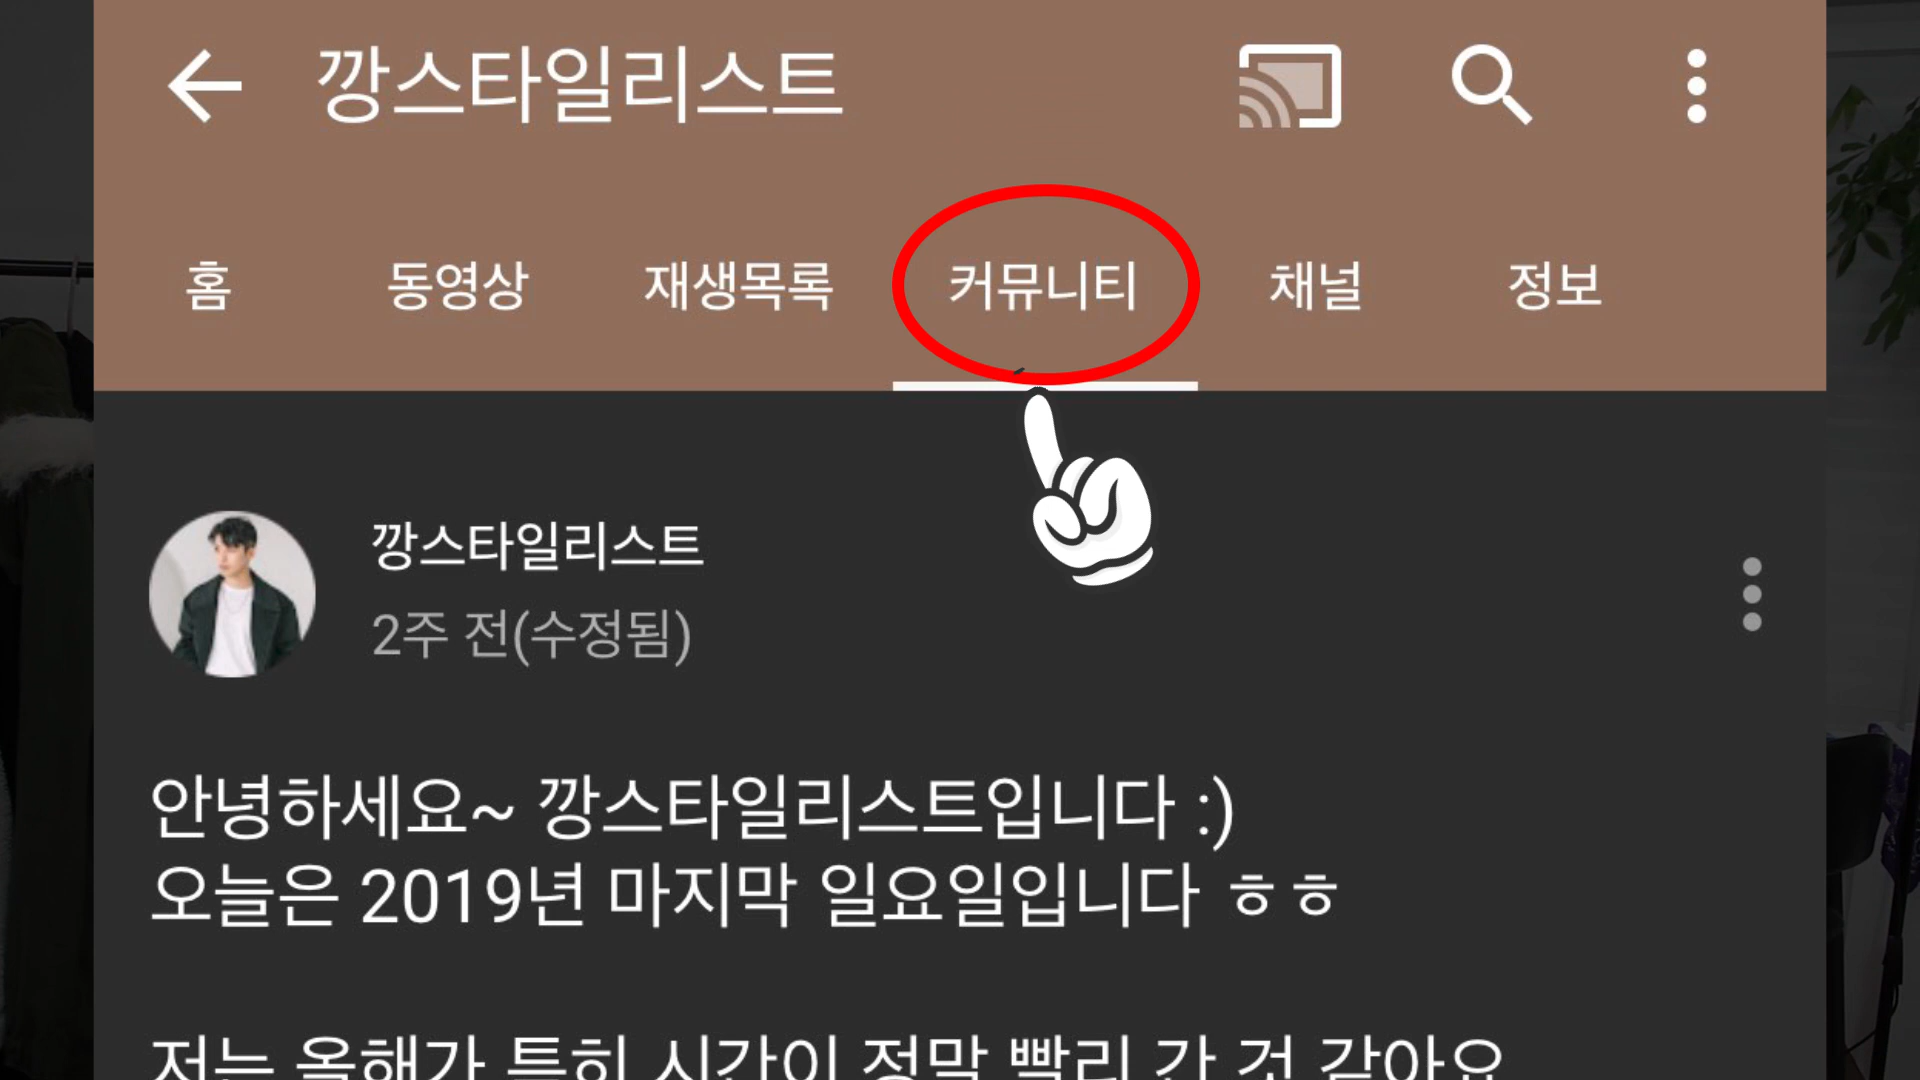 깡스타일리스트
홈 동영상 재생목록 커뮤니티 채널 정보
깡스타일리스트
2주 전(수정됨)
안녕하세요~ 깡스타일리스트입니다 :)
오늘은 2019년 마지막 일요일입니다 ㅎㅎ
저는 올해가 특히 시간이 정말 빨리 간 것 같아요